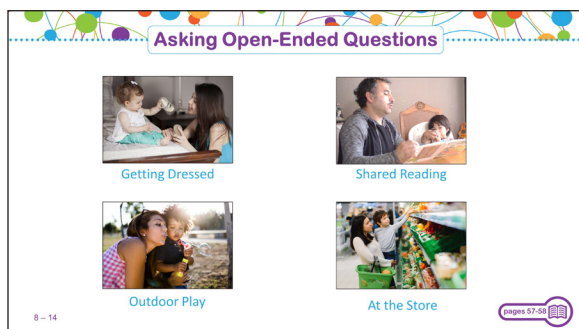 Asking Open-Ended Questions
Getting Dressed
Shared Reading
Outdoor Play
At the Store
8 – 14
pages 57-58